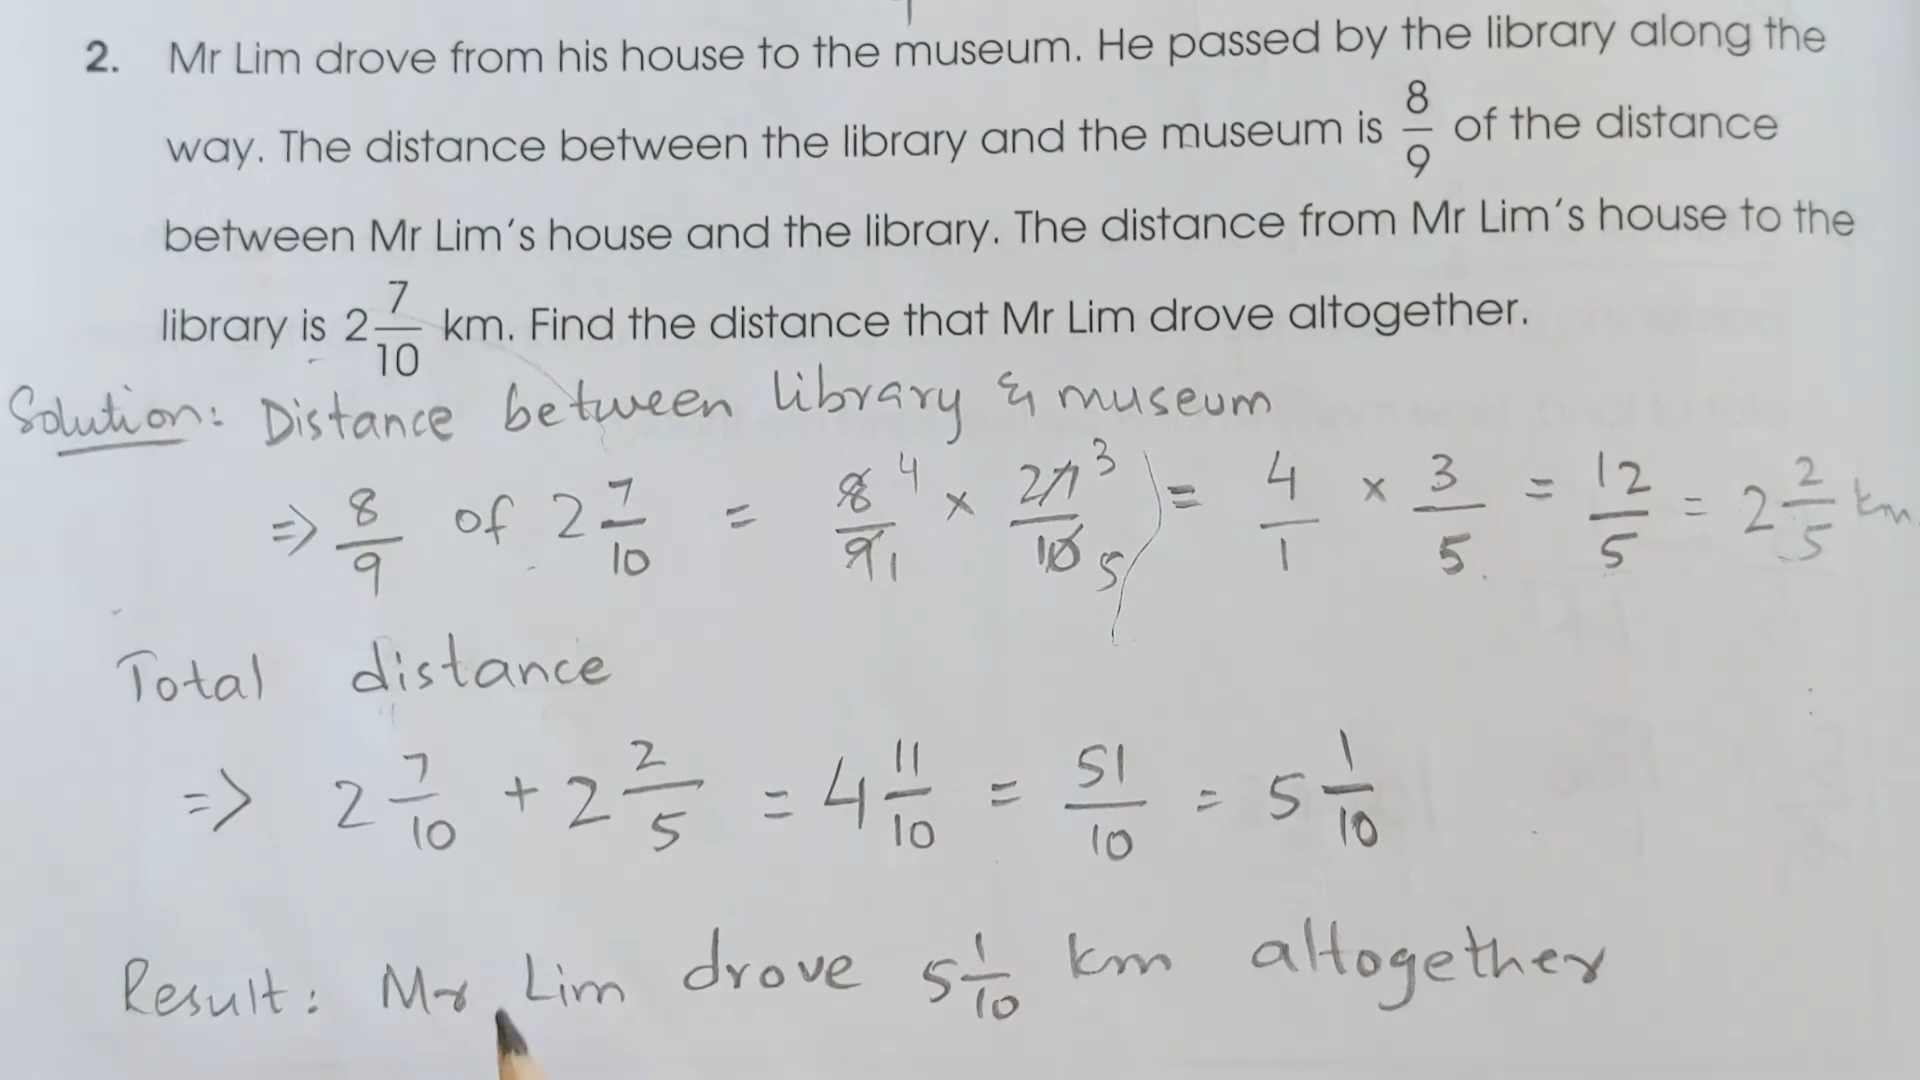 2. Mr Lim drove from his house to the museum. He passed by the library along the
way. The distance between the library and the museum is 8/9 of the distance
between Mr Lim's house and the library. The distance from Mr Lim's house to the
library is 2 7/10 km. Find the distance that Mr Lim drove altogether.
Solution: Distance between library & museum
=> 8/9 of 2 7/10 = 8 4/9 1 × 27 3/10 5 = 4/1 × 3/5 = 12/5 = 2 2/5 km
Total distance
=> 2 7/10 + 2 2/5 = 4 11/10 = 51/10 = 5 1/10
Result: Mr Lim drove 5 1/10 km altogether